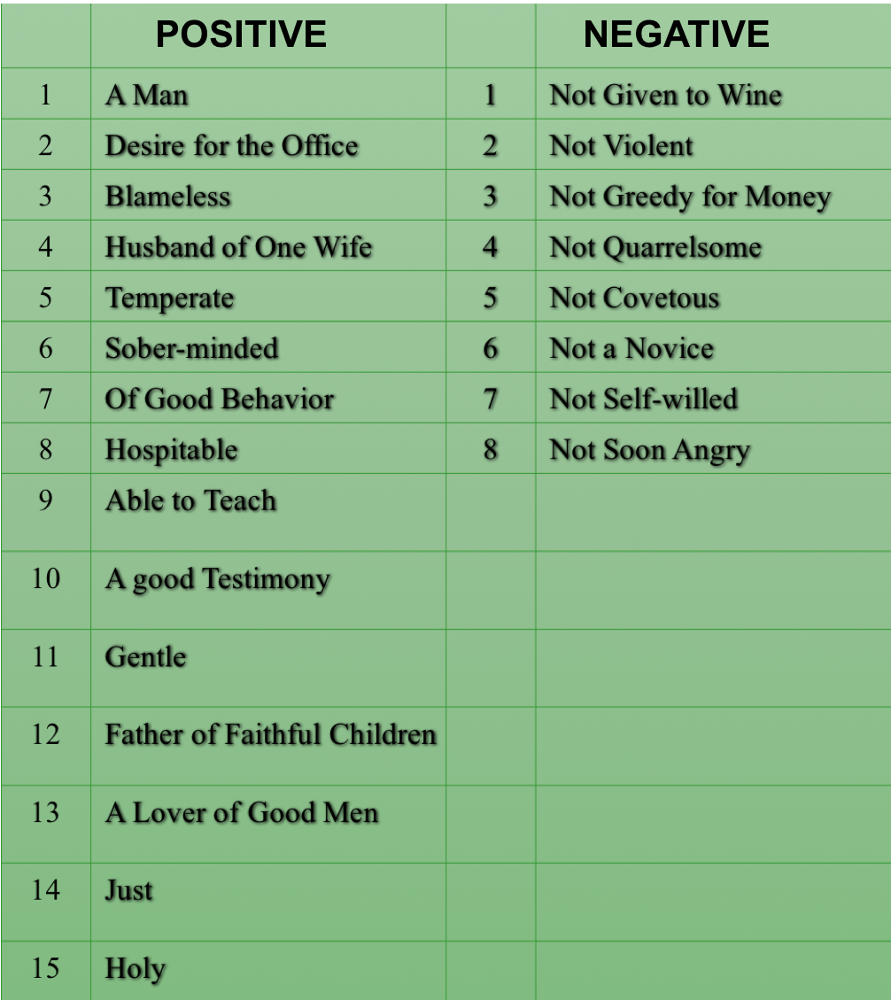 POSITIVE NEGATIVE
1 A Man 1 Not Given to Wine
2 Desire for the Office 2 Not Violent
3 Blameless 3 Not Greedy for Money
4 Husband of One Wife 4 Not Quarrelsome
5 Temperate 5 Not Covetous
6 Sober-minded 6 Not a Novice
7 Of Good Behavior 7 Not Self-willed
8 Hospitable 8 Not Soon Angry
9 Able to Teach
10 A good Testimony
11 Gentle
12 Father of Faithful Children
13 A Lover of Good Men
14 Just
15 Holy